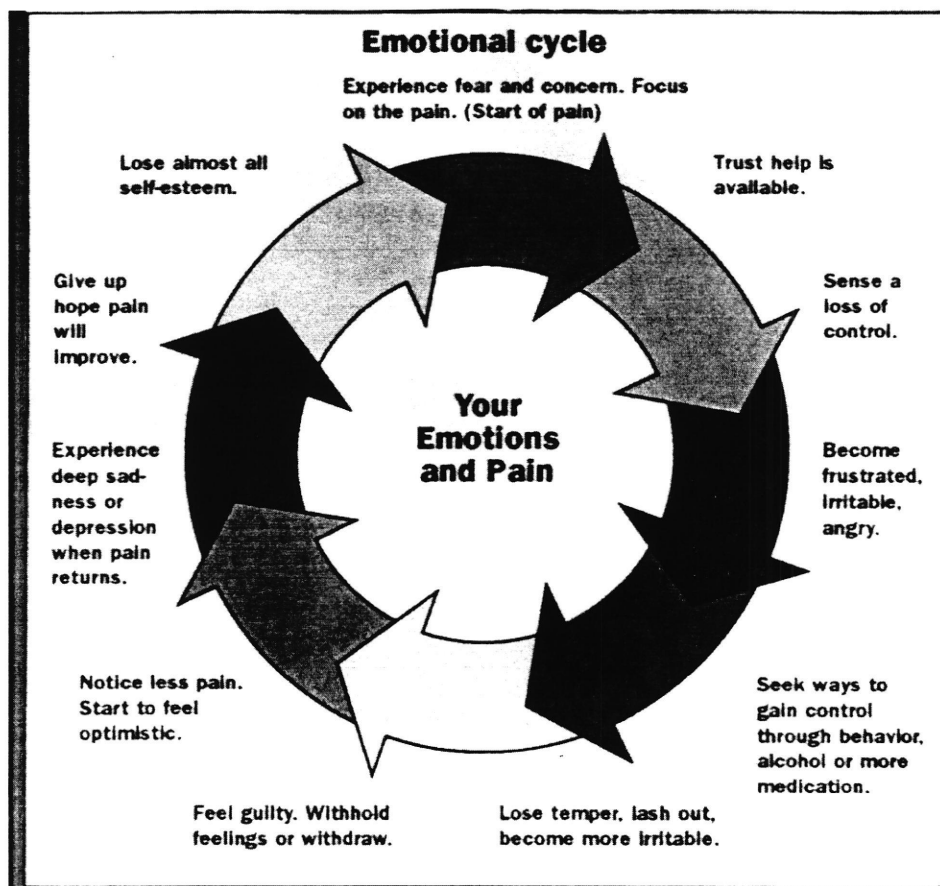 Emotional cycle
Experience fear and concern. Focus
on the pain. (Start of pain)
Trust help is
available.
Sense a
loss of
control.
Become
frustrated,
irritable,
angry.
Seek ways to
gain control
through behavior,
alcohol or more
medication.
Lose temper, lash out,
become more irritable.
Feel guilty. Withhold
feelings or withdraw.
Notice less pain.
Start to feel
optimistic.
Experience
deep sad-
ness or
depression
when pain
returns.
Give up
hope pain
will
improve.
Lose almost all
self-esteem.
Your
Emotions
and Pain